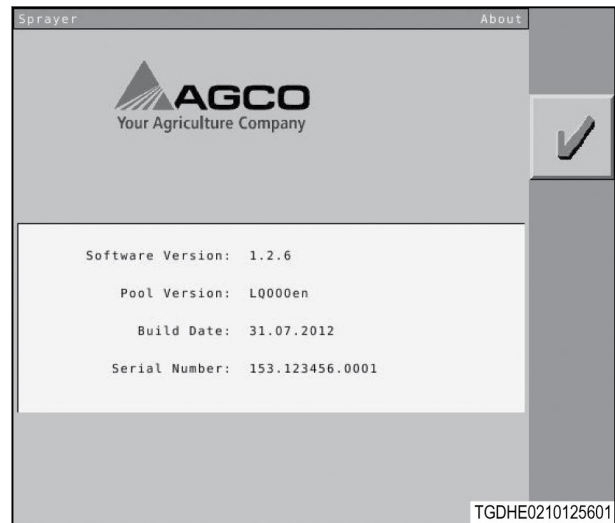 Sprayer About
AGCO
Your Agriculture Company
Software Version: 1.2.6
Pool Version: LQ000en
Build Date: 31.07.2012
Serial Number: 153.123456.0001
TGDHE0210125601